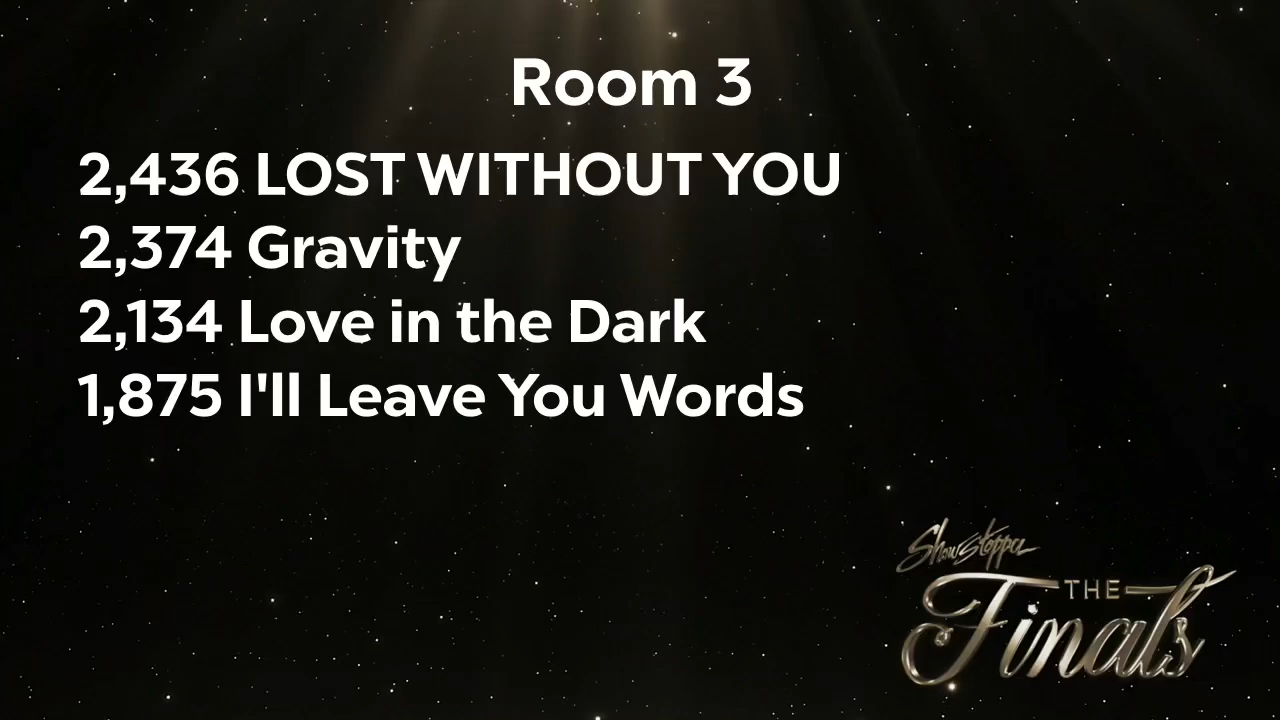 Room 3
2,436 LOST WITHOUT YOU
2,374 Gravity
2,134 Love in the Dark
1,875 I'll Leave You Words
Showstoppa
THE
Finals